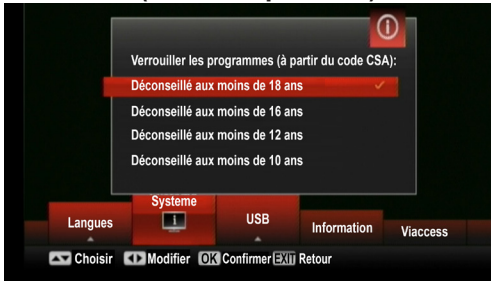 Verrouiller les programmes (à partir du code CSA):
Déconseillé aux moins de 18 ans
Déconseillé aux moins de 16 ans
Déconseillé aux moins de 12 ans
Déconseillé aux moins de 10 ans
Langues Systeme USB Information Viaccess
Choisir Modifier OK Confirmer EXIT Retour